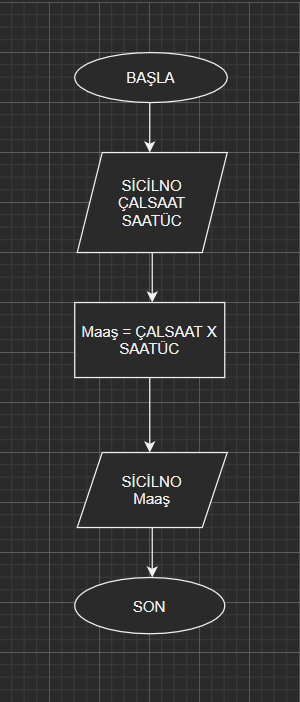 BAŞLA
SİCİLNO
ÇALSAAT
SAATÜC
Maaş = ÇALSAAT X
SAATÜC
SİCİLNO
Maaş
SON